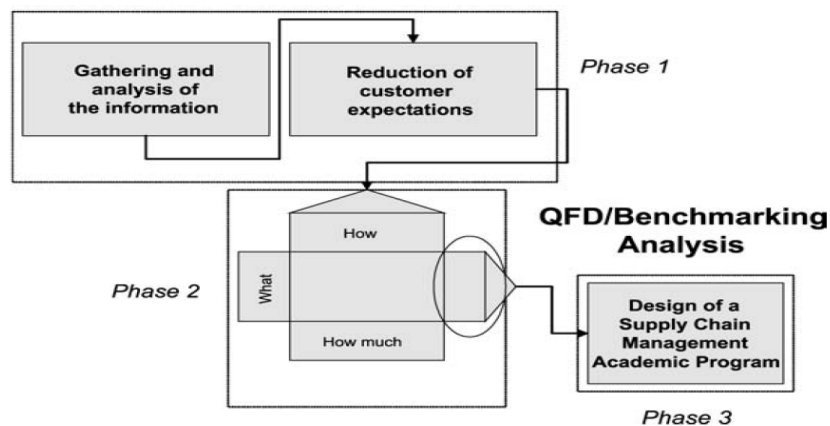 Gathering and
analysis of
the information
Reduction of
customer
expectations
Phase 1
How
What
How much
Phase 2
QFD/Benchmarking
Analysis
Design of a
Supply Chain
Management
Academic Program
Phase 3